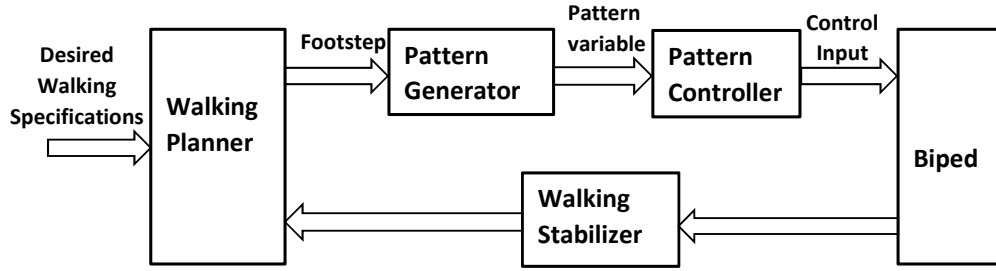 Desired
Walking
Specifications
Walking
Planner
Footstep
Pattern
Generator
Pattern
variable
Pattern
Controller
Control
Input
Biped
Walking
Stabilizer